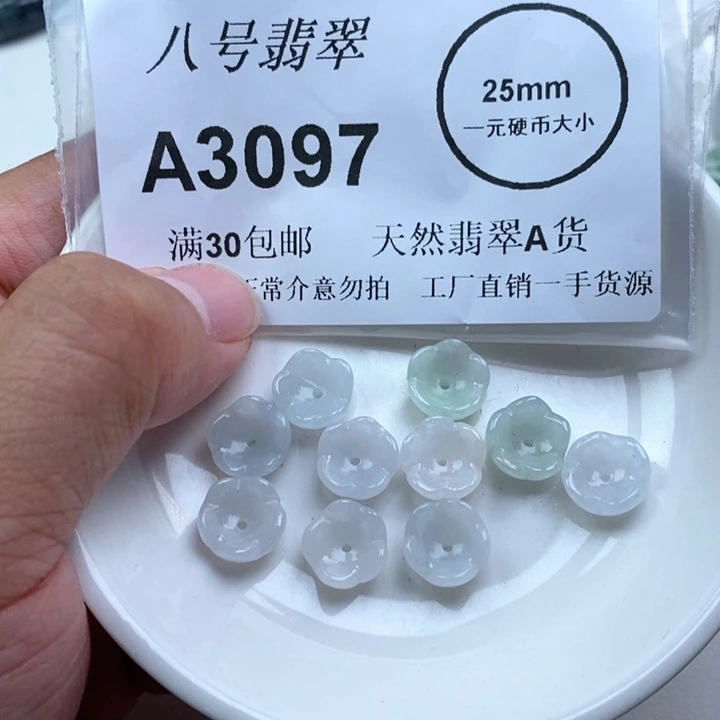 八号翡翠
25mm
一元硬币大小
A3097
满30包邮 天然翡翠A货
正常介意勿拍 工厂直销一手货源